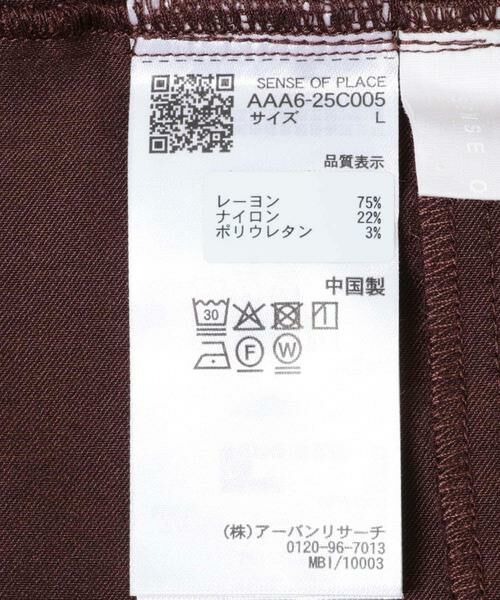 SENSE OF PLACE
AAA6-25C005
サイズ L
品質表示
レーヨン 75%
ナイロン 22%
ポリウレタン 3%
中国製
30
F W
(株)アーバンリサーチ
0120-96-7013
MBI/10003